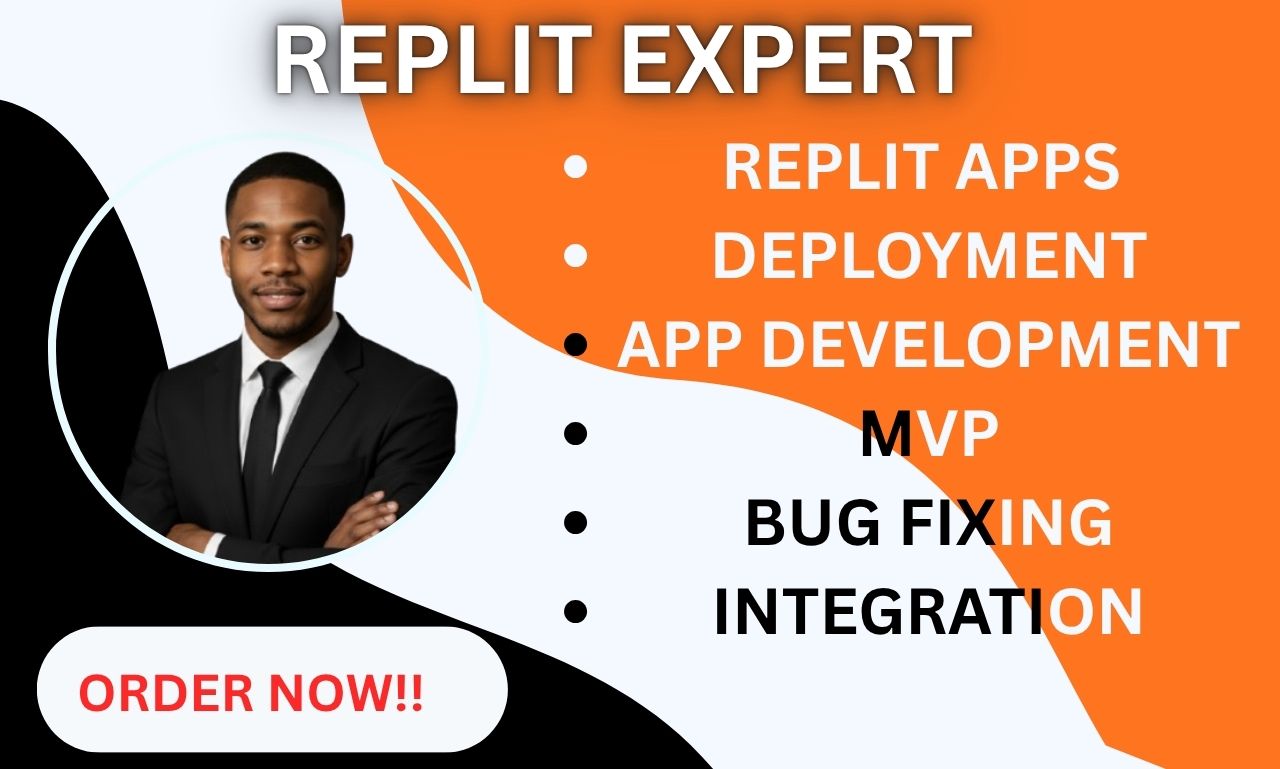 REPLIT EXPERT
• REPLIT APPS
• DEPLOYMENT
• APP DEVELOPMENT
• MVP
• BUG FIXING
• INTEGRATION
ORDER NOW!!